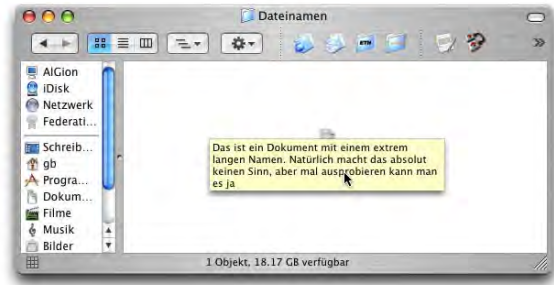 Dateinamen
AlGion
iDisk
Netzwerk
Federati...
Schreib...
gb
Progra...
Dokum...
Filme
Musik
Bilder
Das ist ein Dokument mit einem extrem
langen Namen. Natürlich macht das absolut
keinen Sinn, aber mal ausprobieren kann man
es ja
1 Objekt, 18.17 GB verfügbar